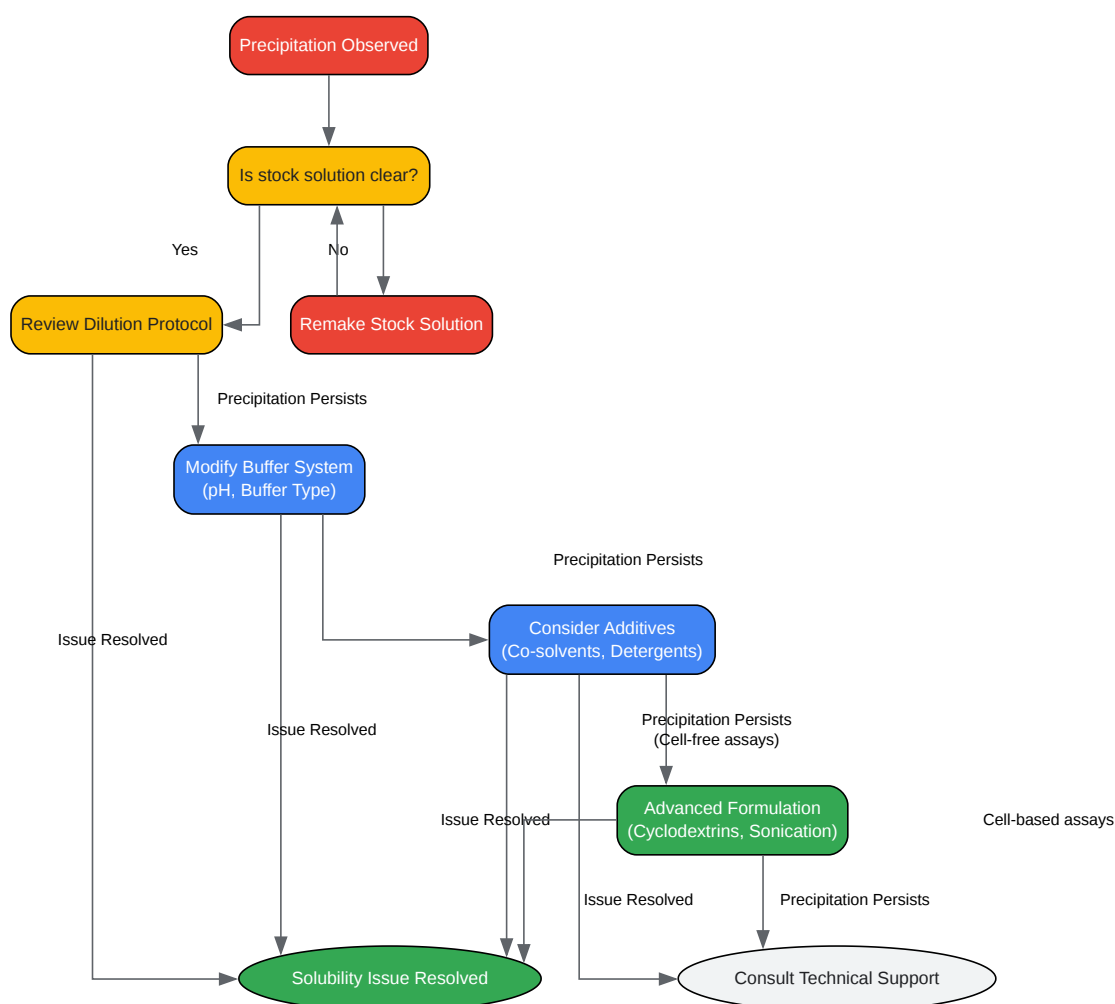 Precipitation Observed
Is stock solution clear?
Yes
No
Review Dilution Protocol
Remake Stock Solution
Precipitation Persists
Modify Buffer System
(pH, Buffer Type)
Precipitation Persists
Consider Additives
(Co-solvents, Detergents)
Issue Resolved
Issue Resolved
Precipitation Persists
(Cell-free assays)
Advanced Formulation
(Cyclodextrins, Sonication)
Issue Resolved
Cell-based assays
Issue Resolved
Precipitation Persists
Solubility Issue Resolved
Consult Technical Support